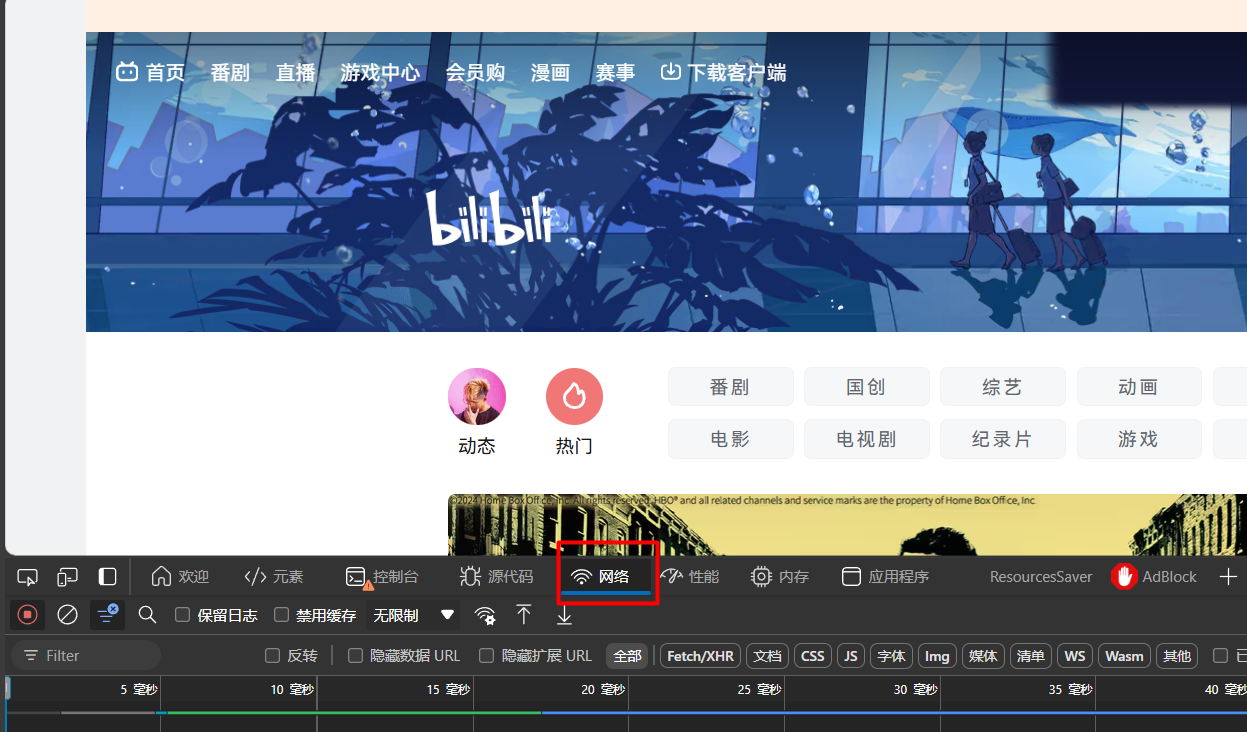 首页 番剧 直播 游戏中心 会员购 漫画 赛事 下载客户端
bilibili
番剧 国创 综艺 动画
动态 热门
电影 电视剧 纪录片 游戏
©2024 Home Box Office, Inc. All rights reserved. HBO® and all related channels and service marks are the property of Home Box Office, Inc.
欢迎 </> 元素 控制台 源代码 网络 性能 内存 应用程序 ResourcesSaver AdBlock
保留日志 禁用缓存 无限制
Filter 反转 隐藏数据 URL 隐藏扩展 URL 全部 Fetch/XHR 文档 CSS JS 字体 Img 媒体 清单 WS Wasm 其他
5 毫秒 10 毫秒 15 毫秒 20 毫秒 25 毫秒 30 毫秒 35 毫秒 40 毫秒